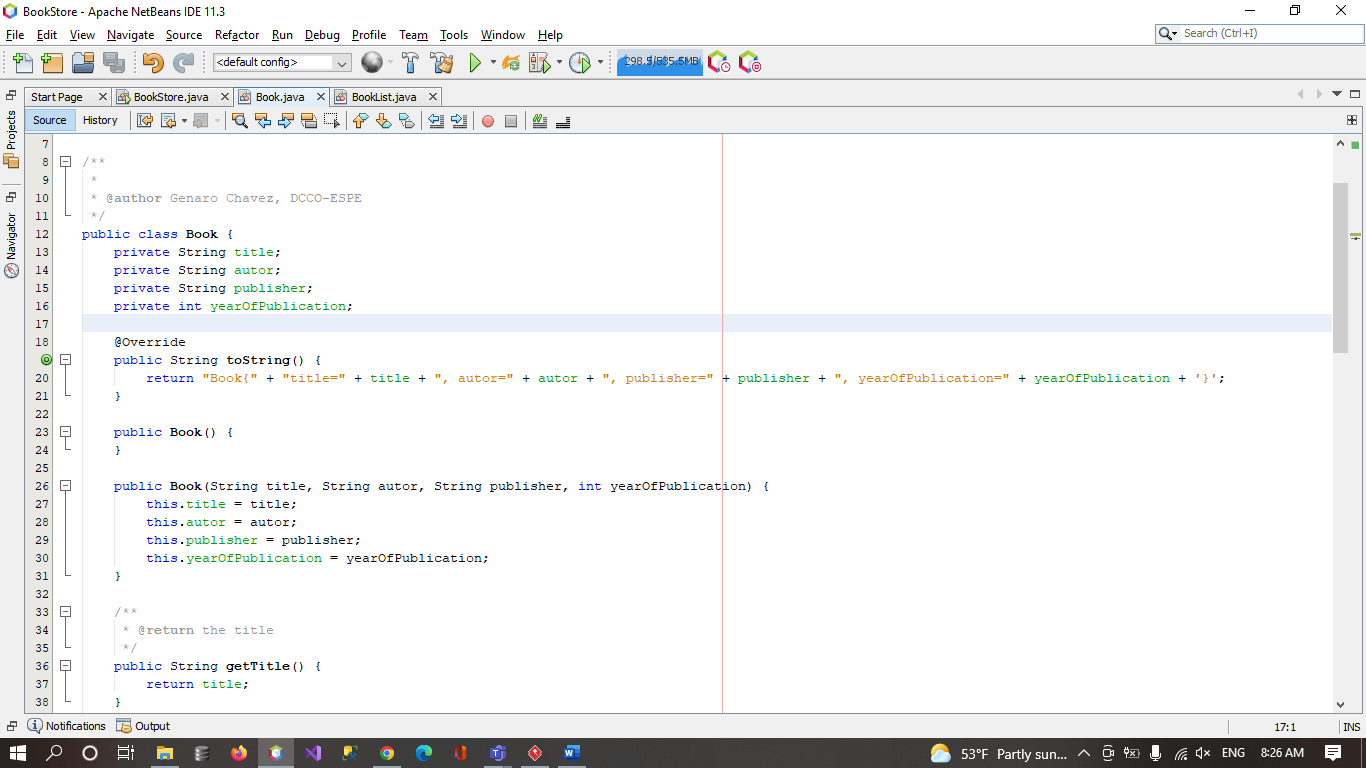 BookStore - Apache NetBeans IDE 11.3
File Edit View Navigate Source Refactor Run Debug Profile Team Tools Window Help
Search (Ctrl+I)
<default config>
298.5/635.5MB
Start Page BookStore.java Book.java BookList.java
Source History
Projects
Navigator
7
8 /**
9 *
10 * @author Genaro Chavez, DCCO-ESPE
11 */
12 public class Book {
13 private String title;
14 private String autor;
15 private String publisher;
16 private int yearOfPublication;
17
18 @Override
public String toString() {
20 return "Book{" + "title=" + title + ", autor=" + autor + ", publisher=" + publisher + ", yearOfPublication=" + yearOfPublication + '}';
21 }
22
23 public Book() {
24 }
25
26 public Book(String title, String autor, String publisher, int yearOfPublication) {
27 this.title = title;
28 this.autor = autor;
29 this.publisher = publisher;
30 this.yearOfPublication = yearOfPublication;
31 }
32
33 /**
34 * @return the title
35 */
36 public String getTitle() {
37 return title;
38 }
Notifications Output
17:1 INS
53°F Partly sun... ENG 8:26 AM